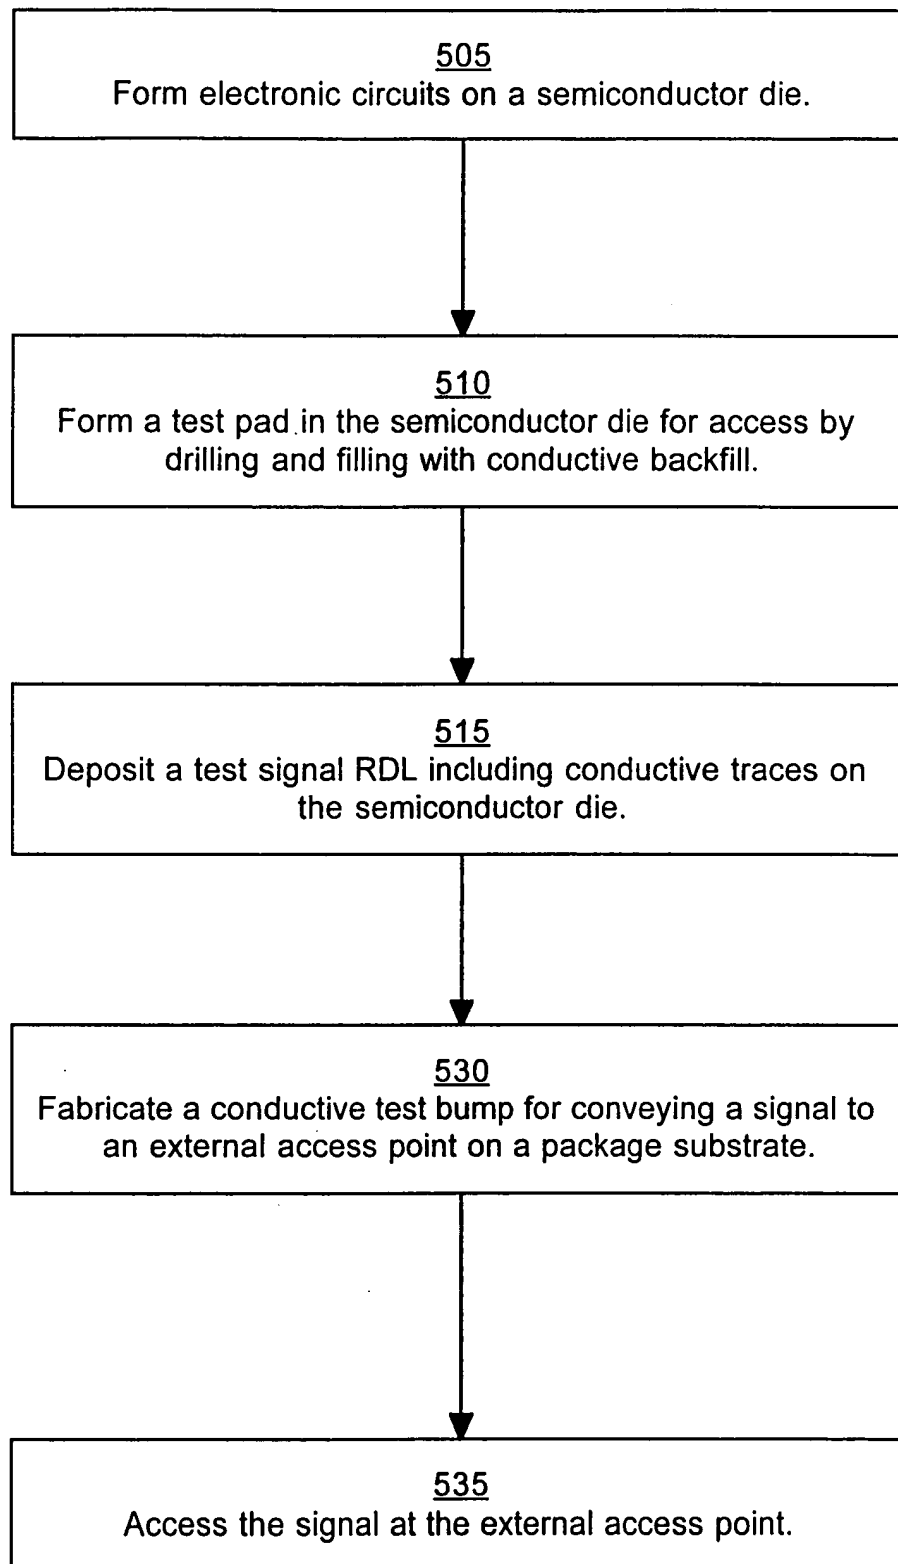 505
Form electronic circuits on a semiconductor die.
510
Form a test pad in the semiconductor die for access by
drilling and filling with conductive backfill.
515
Deposit a test signal RDL including conductive traces on
the semiconductor die.
530
Fabricate a conductive test bump for conveying a signal to
an external access point on a package substrate.
535
Access the signal at the external access point.